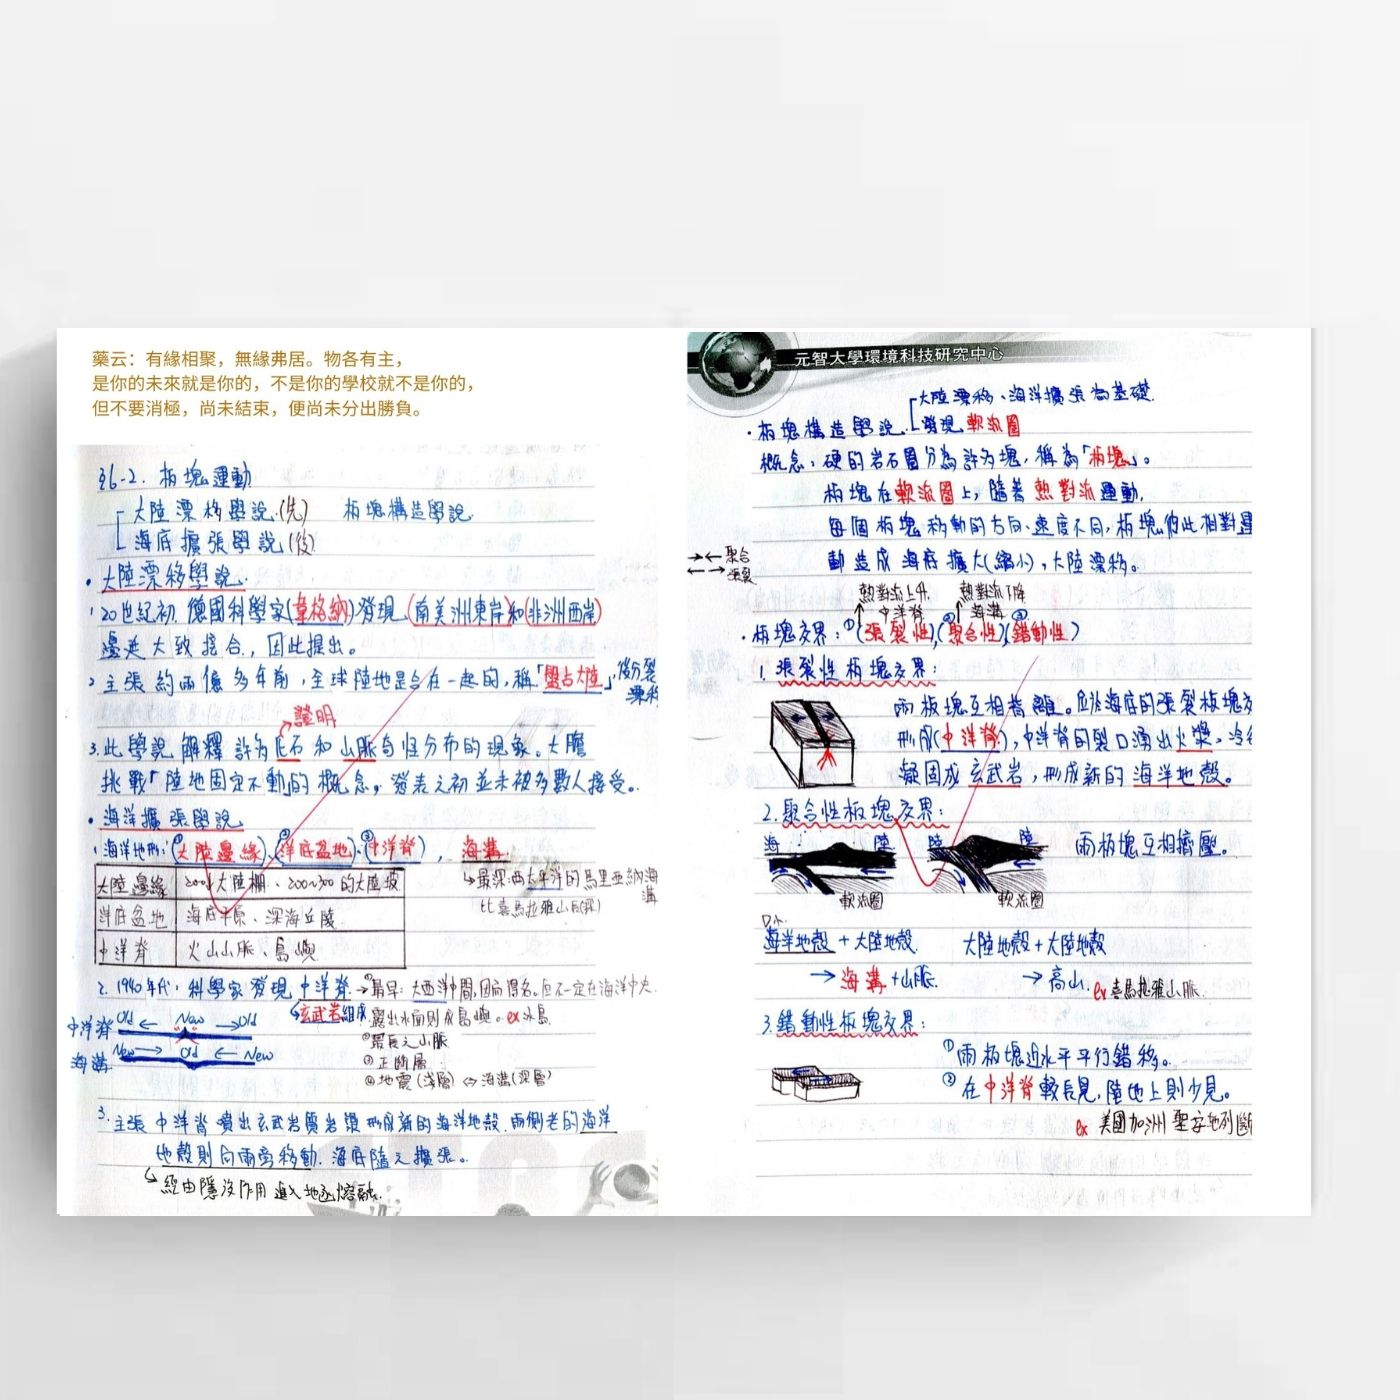 藥云：有緣相聚，無緣弗居。物各有主，
是你的未來就是你的，不是你的學校就不是你的，
但不要消極，尚未結束，便尚未分出勝負。
§6-2. 板塊運動
大陸漂移學說.(先) 板塊構造學說.
海底擴張學說(後)
• 大陸漂移學說.
1. 20世紀初, 德國科學家(韋格納)發現, (南美洲東岸)和(非洲西岸)
邊延大致接合, 因此提出。
2. 主張約兩億多年前, 全球陸地是合在一起的, 稱「盤古大陸」, 後分裂
漂移
證明
3. 此學說解釋許多化石和山脈奇怪分布的現象。大膽
挑戰「陸地固定不動」的概念, 發表之初並未被多數人接受。
• 海洋擴張學說
1. 海洋地形: ①(大陸邊緣)、②(洋底盆地)、③(中洋脊), 海溝.
大陸邊緣 的大陸坡
→最深:西太平洋的馬里亞納海
溝
洋底盆地 海底平原、深海丘陵.
比喜馬拉雅山
中洋脊 火山山脈、島嶼
2. 1940年代, 科學家發現中洋脊.→①最早: 大西洋中間, 因而得名。但不一定在海洋中央.
玄武岩組成. 露出水面則成島嶼。ex 冰島.
最長之山脈
③正斷層
④地震(淺層) ⇔ 海溝(深層)
中洋脊 Old ← New → Old
海溝 New → Old ← New
3. 主張中洋脊噴出玄武岩質岩漿形成新的海洋地殼. 兩側老的海洋
地殼則向兩旁移動. 海底隨之擴張。
經由隱沒作用進入地函熔融.
元智大學環境科技研究中心
大陸漂移、海洋擴張為基礎.
• 板塊構造學說. 發現軟流圈
概念: 硬的岩石圈分為許多塊, 稱為「板塊」。
板塊在軟流圈上, 隨著熱對流運動.
每個板塊移動的方向、速度不同, 板塊彼此相對運
動造成海底擴大(縮小), 大陸漂移。
→← 聚合
←→ 張裂
熱對流上升. 熱對流下降
中洋脊 海溝
• 板塊交界: ①(張裂性), ②(聚合性), ③(錯動性)
1. 張裂性板塊交界:
兩板塊互相遠離。位於海底的張裂板塊交
形成(中洋脊), 中洋脊的裂口湧出火漿, 冷卻
凝固成玄武岩, 形成新的海洋地殼。
2. 聚合性板塊交界:
海 陸 陸 陸 兩板塊互相擠壓。
軟流圈 軟流圈
海洋地殼 + 大陸地殼. 大陸地殼 + 大陸地殼
→海溝 + 山脈. →高山. ex 喜馬拉雅山脈.
3. 錯動性板塊交界:
①兩板塊近水平平行錯移。
②在中洋脊較長見, 陸地上則少見。
ex 美國加洲 聖安地列斷